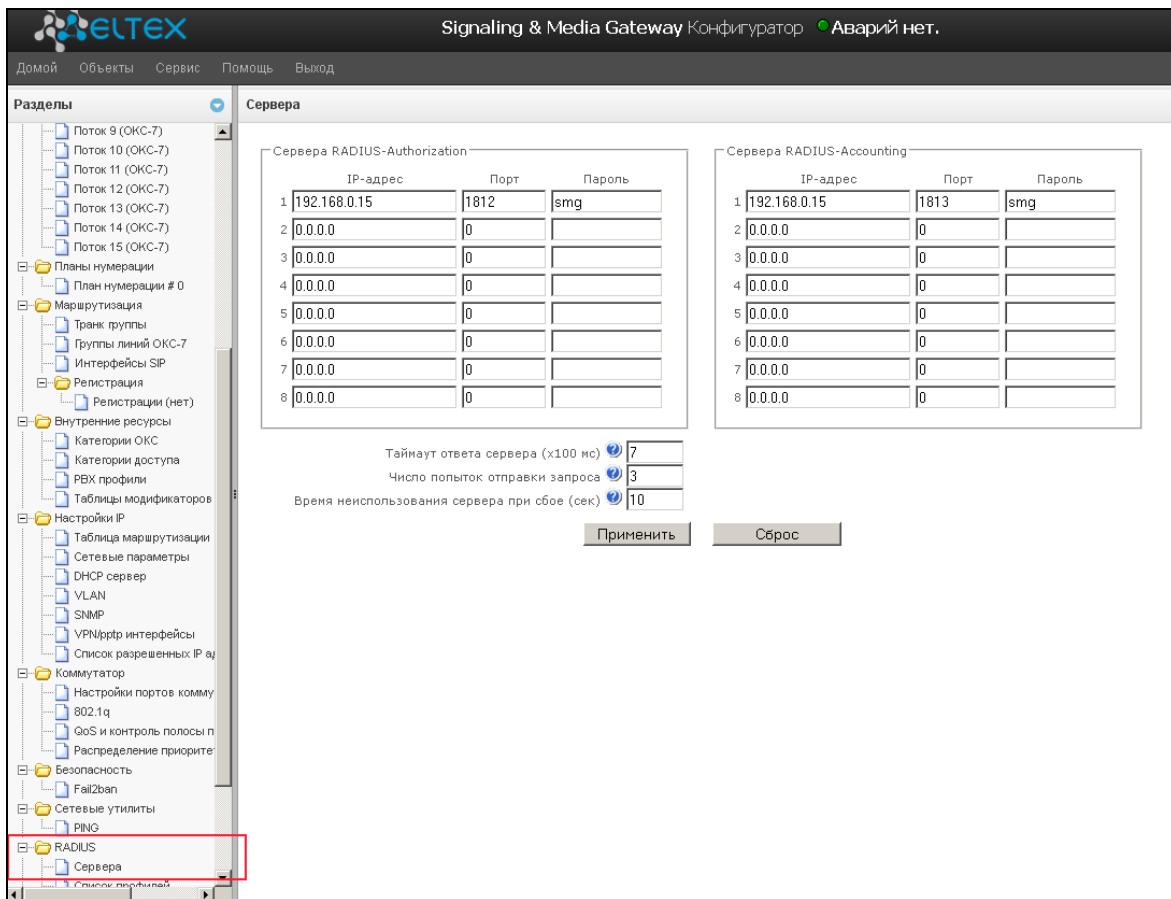 ELTEX
Signaling & Media Gateway Конфигуратор Аварий нет.
Домой Объекты Сервис Помощь Выход
Разделы
Поток 9 (ОКС-7)
Поток 10 (ОКС-7)
Поток 11 (ОКС-7)
Поток 12 (ОКС-7)
Поток 13 (ОКС-7)
Поток 14 (ОКС-7)
Поток 15 (ОКС-7)
Планы нумерации
План нумерации # 0
Маршрутизация
Транк группы
Группы линий ОКС-7
Интерфейсы SIP
Регистрация
Регистрации (нет)
Внутренние ресурсы
Категории ОКС
Категории доступа
PBX профили
Таблицы модификаторов
Настройки IP
Таблица маршрутизации
Сетевые параметры
DHCP сервер
VLAN
SNMP
VPN/pptp интерфейсы
Список разрешенных IP ад
Коммутатор
Настройки портов комму
802.1q
QoS и контроль полосы п
Распределение приорите
Безопасность
Fail2ban
Сетевые утилиты
PING
RADIUS
Сервера
Список профилей
Сервера
Сервера RADIUS-Authorization
IP-адрес Порт Пароль
1 192.168.0.15 1812 smg
2 0.0.0.0 0
3 0.0.0.0 0
4 0.0.0.0 0
5 0.0.0.0 0
6 0.0.0.0 0
7 0.0.0.0 0
8 0.0.0.0 0
Сервера RADIUS-Accounting
IP-адрес Порт Пароль
1 192.168.0.15 1813 smg
2 0.0.0.0 0
3 0.0.0.0 0
4 0.0.0.0 0
5 0.0.0.0 0
6 0.0.0.0 0
7 0.0.0.0 0
8 0.0.0.0 0
Таймаут ответа сервера (x100 мс) 7
Число попыток отправки запроса 3
Время неиспользования сервера при сбое (сек) 10
Применить Сброс